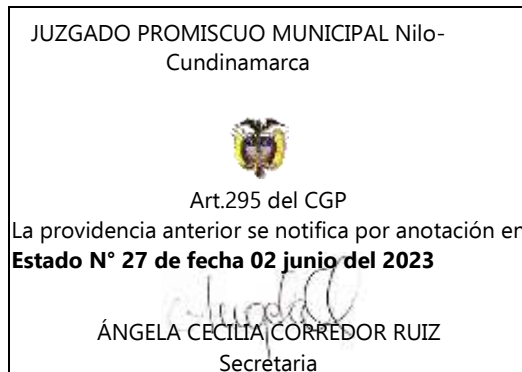 JUZGADO PROMISCUO MUNICIPAL Nilo-
Cundinamarca
Art.295 del CGP
La providencia anterior se notifica por anotación en
Estado N° 27 de fecha 02 junio del 2023
ÁNGELA CECILIA CORREDOR RUIZ
Secretaria